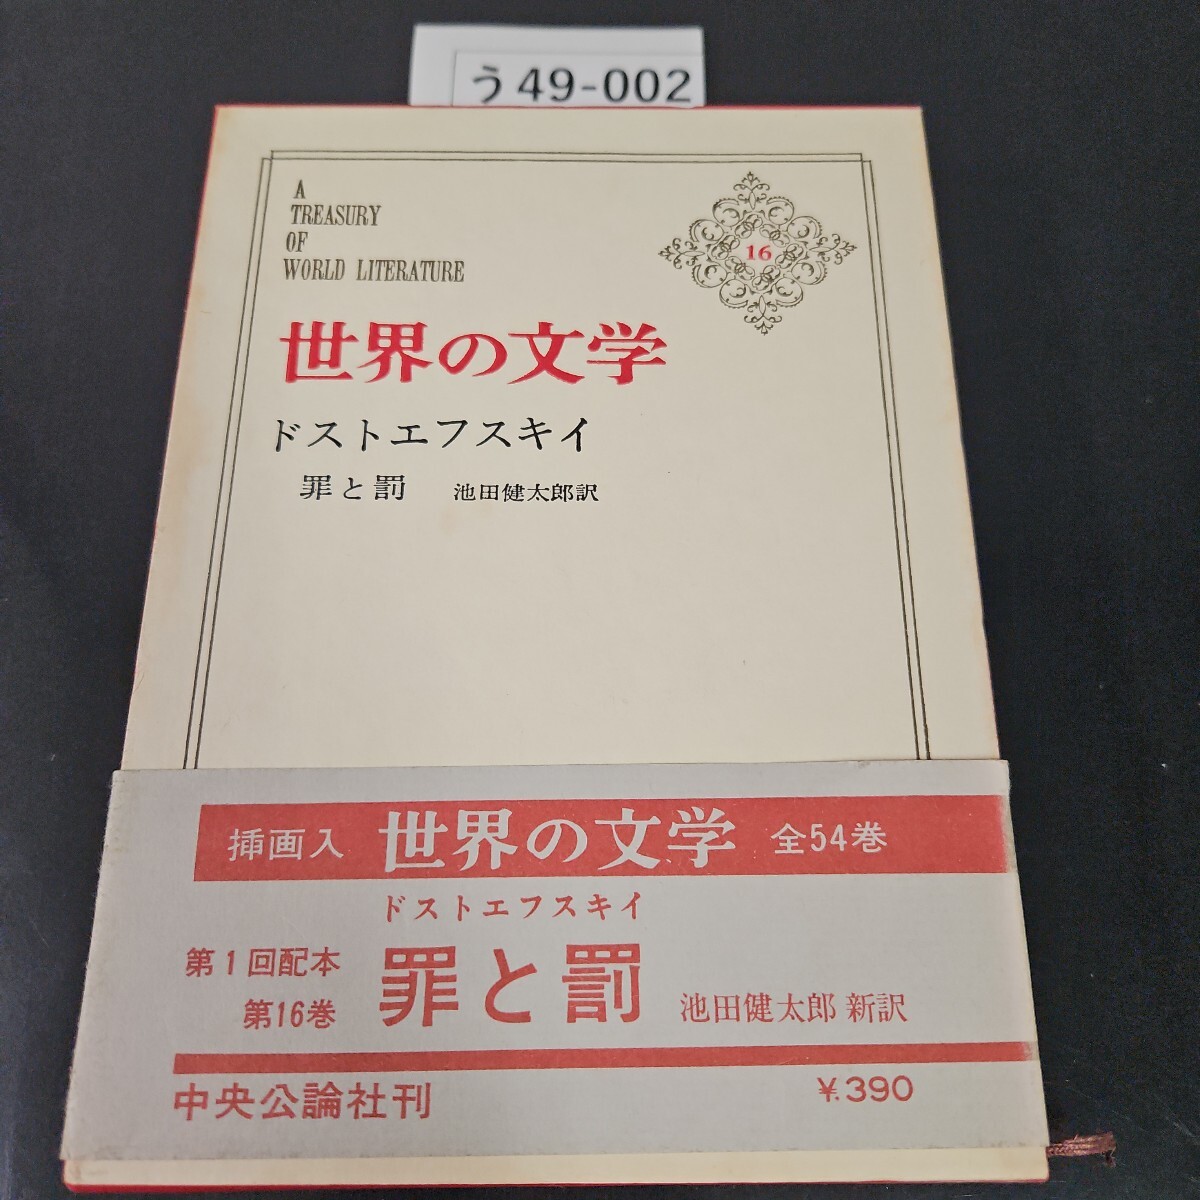 う49-002
A
TREASURY
OF
WORLD LITERATURE
16
世界の文学
ドストエフスキイ
罪と罰 池田健太郎訳
挿画入 世界の文学 全54巻
ドストエフスキイ
第1回配本
第16巻
罪と罰 池田健太郎 新訳
中央公論社刊
¥.390